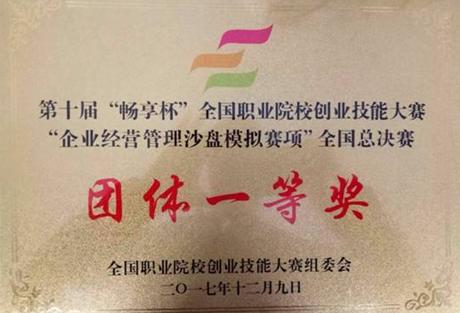 第十届“畅享杯”全国职业院校创业技能大赛
“企业经营管理沙盘模拟赛项”全国总决赛
团体一等奖
全国职业院校创业技能大赛组委会
二〇一七年十二月九日